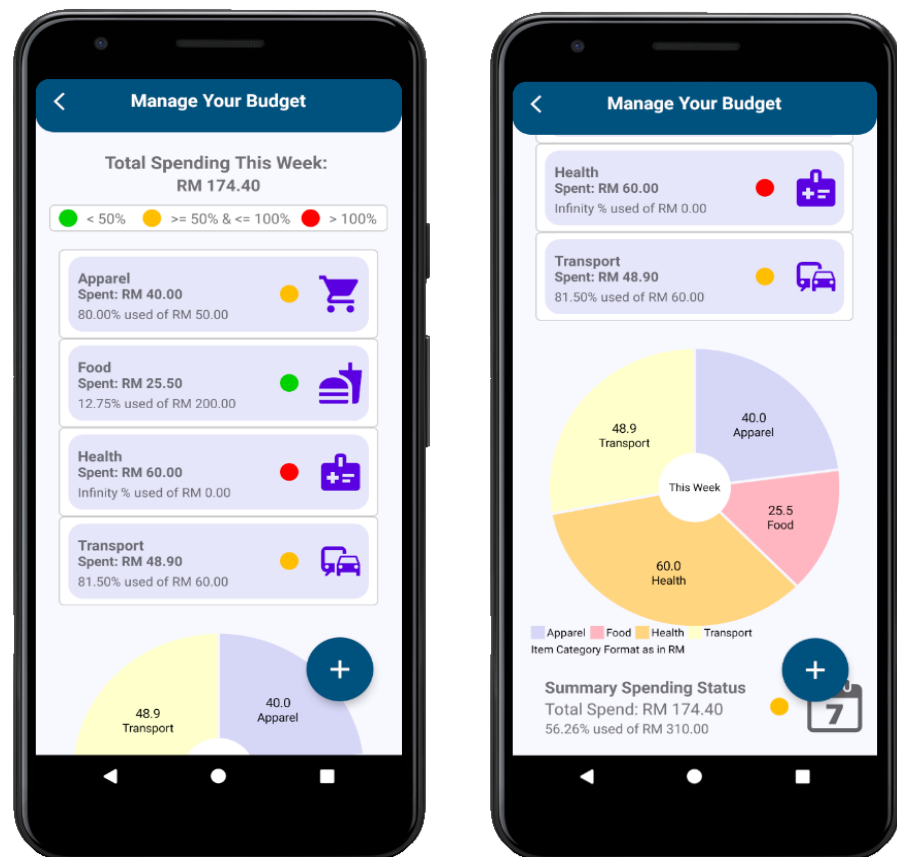 Manage Your Budget
Total Spending This Week:
RM 174.40
< 50% >= 50% & <= 100% > 100%
Apparel
Spent: RM 40.00
80.00% used of RM 50.00
Food
Spent: RM 25.50
12.75% used of RM 200.00
Health
Spent: RM 60.00
Infinity % used of RM 0.00
Transport
Spent: RM 48.90
81.50% used of RM 60.00
48.9
Transport
40.0
Apparel
+
Manage Your Budget
Health
Spent: RM 60.00
Infinity % used of RM 0.00
Transport
Spent: RM 48.90
81.50% used of RM 60.00
48.9
Transport
40.0
Apparel
This Week
25.5
Food
60.0
Health
Apparel Food Health Transport
Item Category Format as in RM
+
Summary Spending Status
Total Spend: RM 174.40
56.26% used of RM 310.00
7